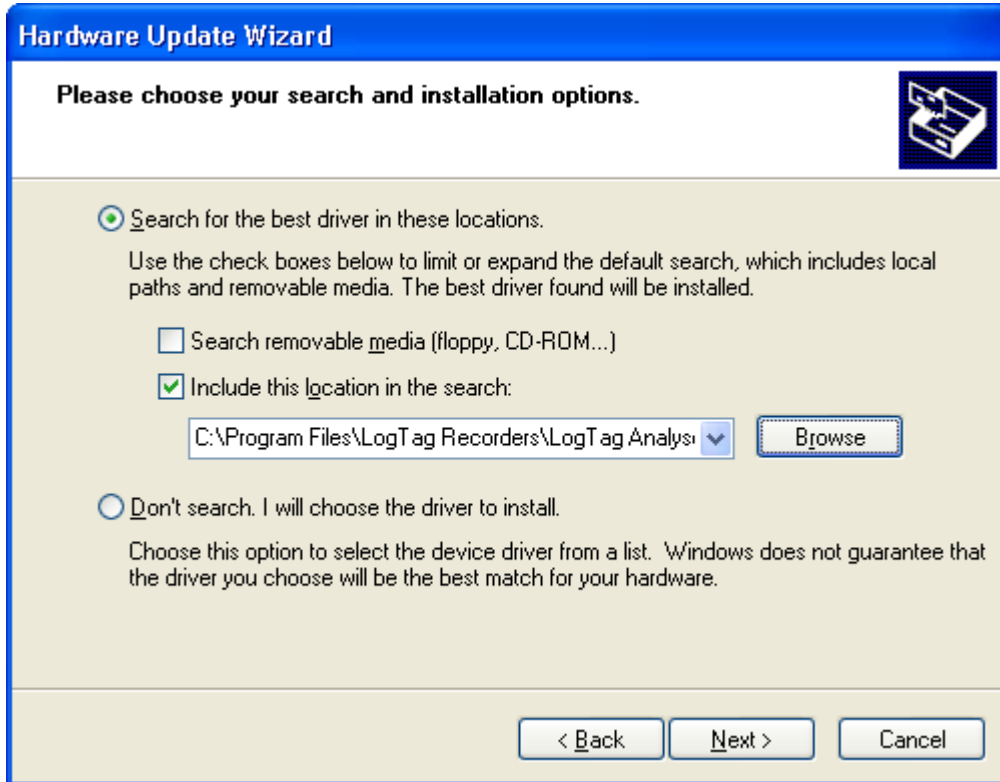 Hardware Update Wizard
Please choose your search and installation options.
Search for the best driver in these locations.
Use the check boxes below to limit or expand the default search, which includes local
paths and removable media. The best driver found will be installed.
Search removable media (floppy, CD-ROM...)
Include this location in the search:
C:\Program Files\LogTag Recorders\LogTag Analys
Browse
Don't search. I will choose the driver to install.
Choose this option to select the device driver from a list. Windows does not guarantee that
the driver you choose will be the best match for your hardware.
< Back
Next >
Cancel